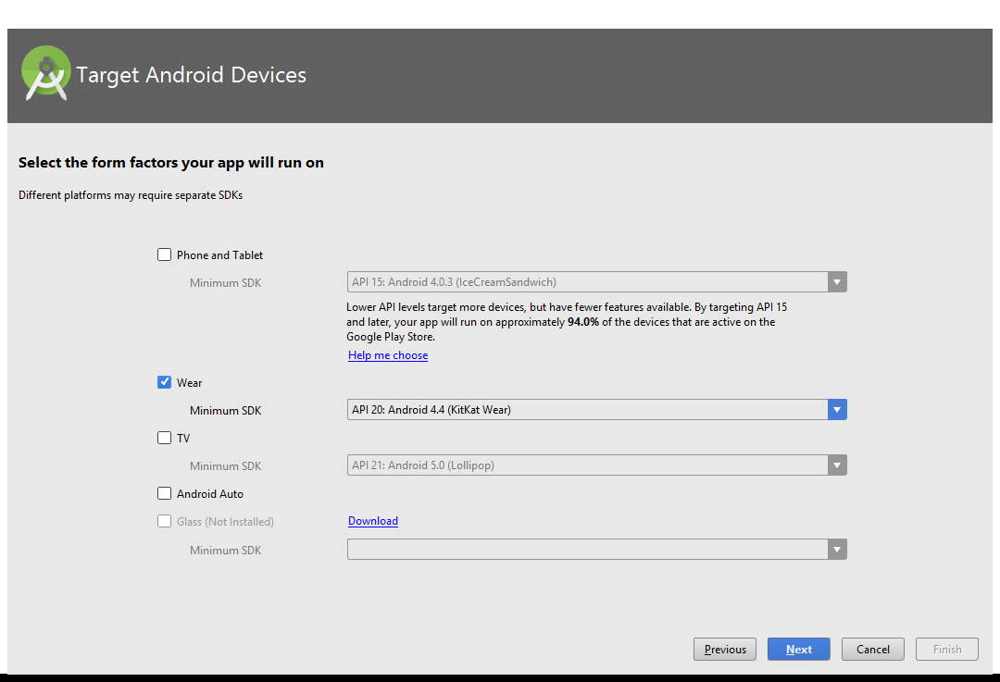 Target Android Devices
Select the form factors your app will run on
Different platforms may require separate SDKs
Phone and Tablet
Minimum SDK
API 15: Android 4.0.3 (IceCreamSandwich)
Lower API levels target more devices, but have fewer features available. By targeting API 15
and later, your app will run on approximately 94.0% of the devices that are active on the
Google Play Store.
Help me choose
Wear
Minimum SDK
API 20: Android 4.4 (KitKat Wear)
TV
Minimum SDK
API 21: Android 5.0 (Lollipop)
Android Auto
Glass (Not Installed)
Download
Minimum SDK
Previous
Next
Cancel
Finish